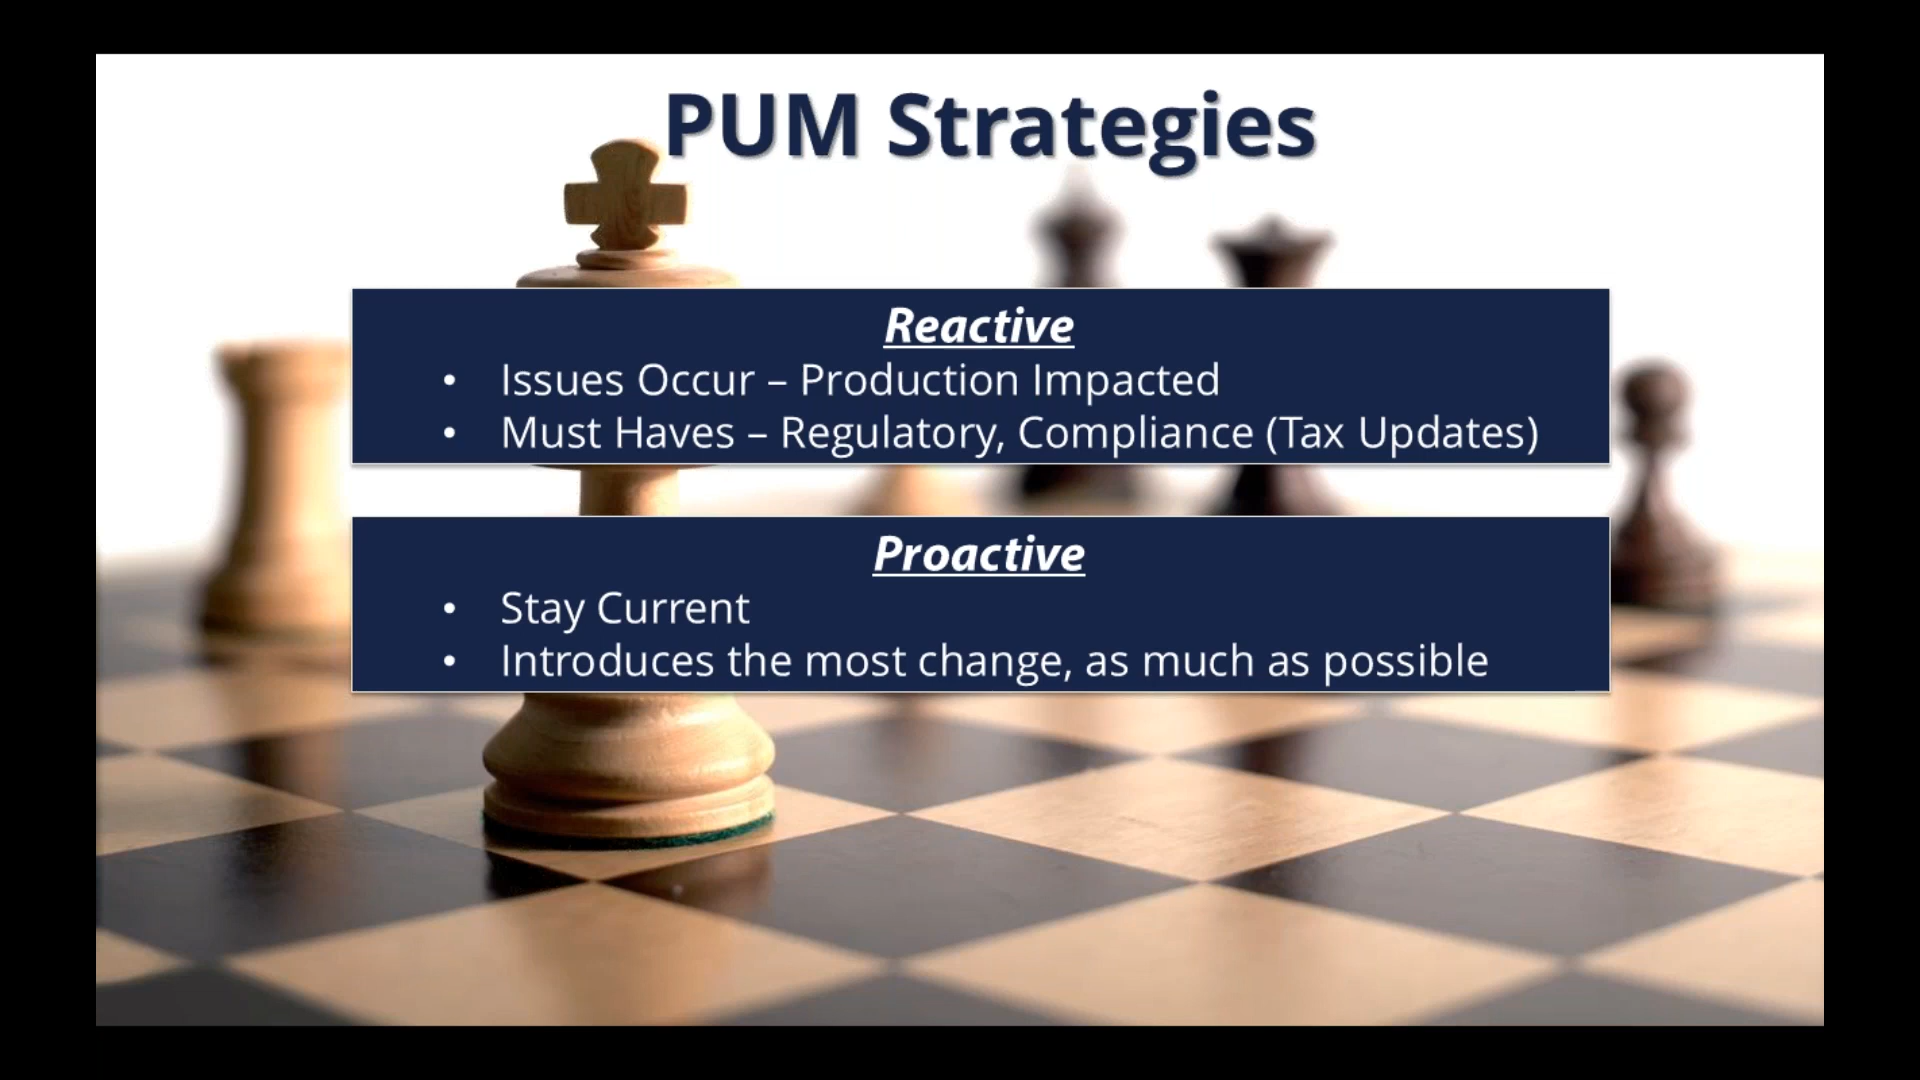 PUM Strategies
Reactive
• Issues Occur – Production Impacted
• Must Haves – Regulatory, Compliance (Tax Updates)
Proactive
• Stay Current
• Introduces the most change, as much as possible